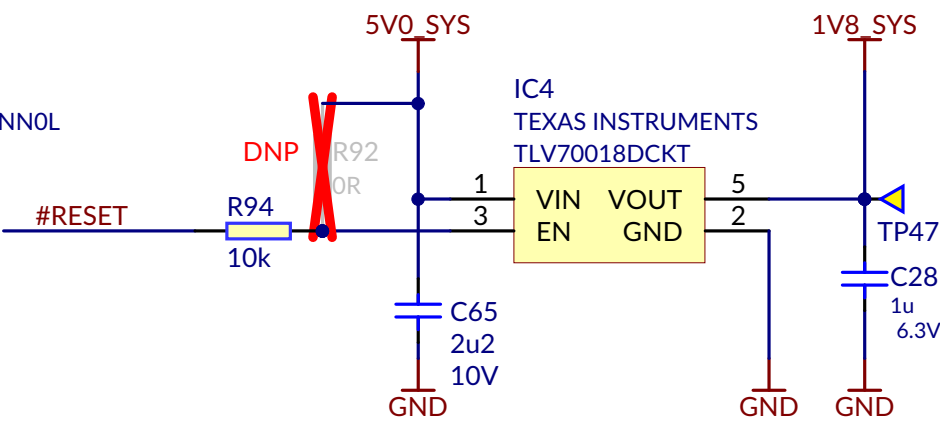 5V0_SYS
1V8_SYS
IC4
TEXAS INSTRUMENTS
TLV70018DCKT
NN0L
DNP
R92
0R
1
VIN
VOUT
5
#RESET
R94
10k
3
EN
GND
2
TP47
C65
2u2
10V
C28
1u
6.3V
GND
GND
GND